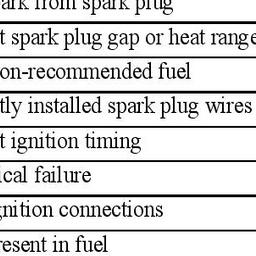 ark from spark plug
t spark plug gap or heat range
on-recommended fuel
tly installed spark plug wires
t ignition timing
ical failure
gnition connections
resent in fuel